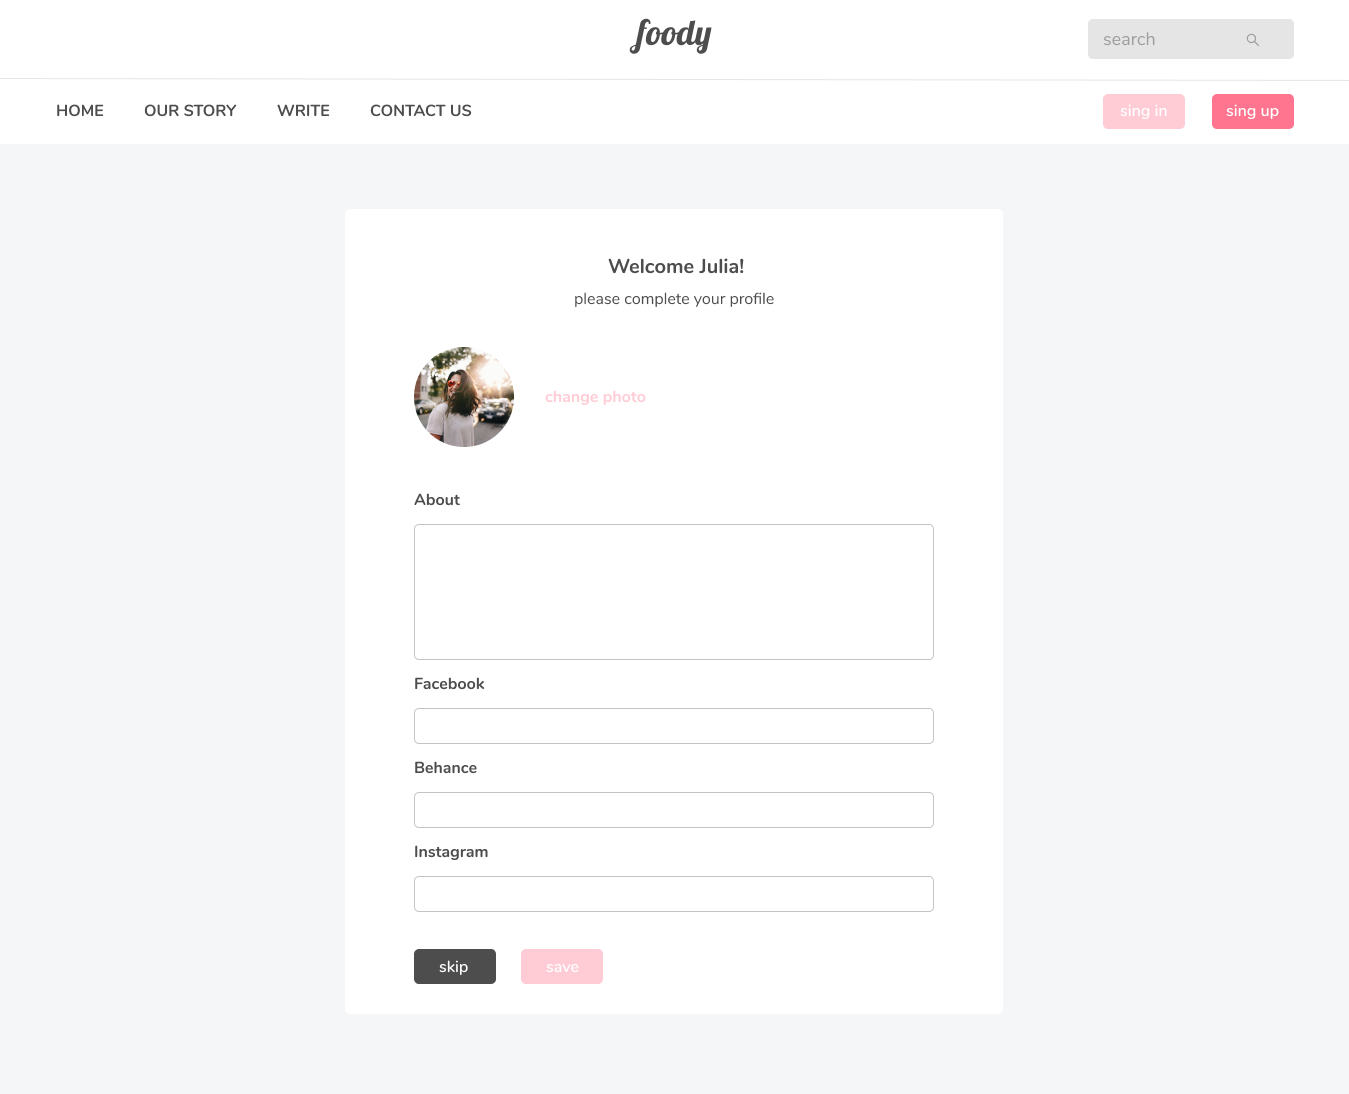 foody
search
HOME OUR STORY WRITE CONTACT US
sing in sing up
Welcome Julia!
please complete your profile
change photo
About
Facebook
Behance
Instagram
skip save